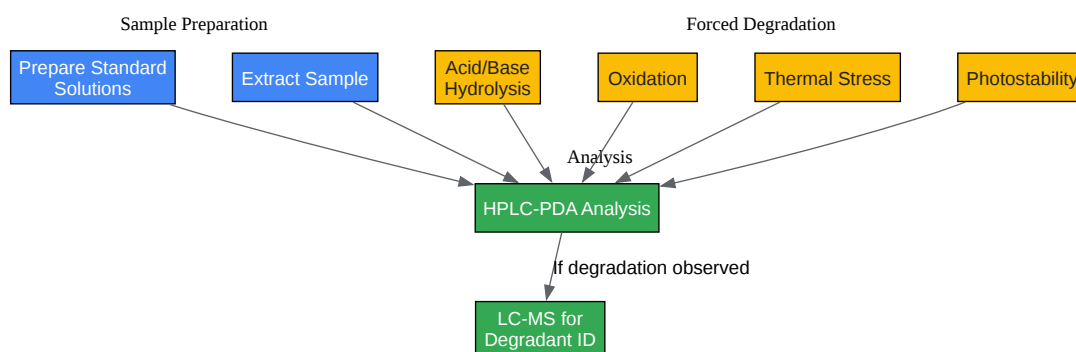 Sample Preparation
Forced Degradation
Prepare Standard
Solutions
Extract Sample
Acid/Base
Hydrolysis
Oxidation
Thermal Stress
Photostability
Analysis
HPLC-PDA Analysis
If degradation observed
LC-MS for
Degradant ID